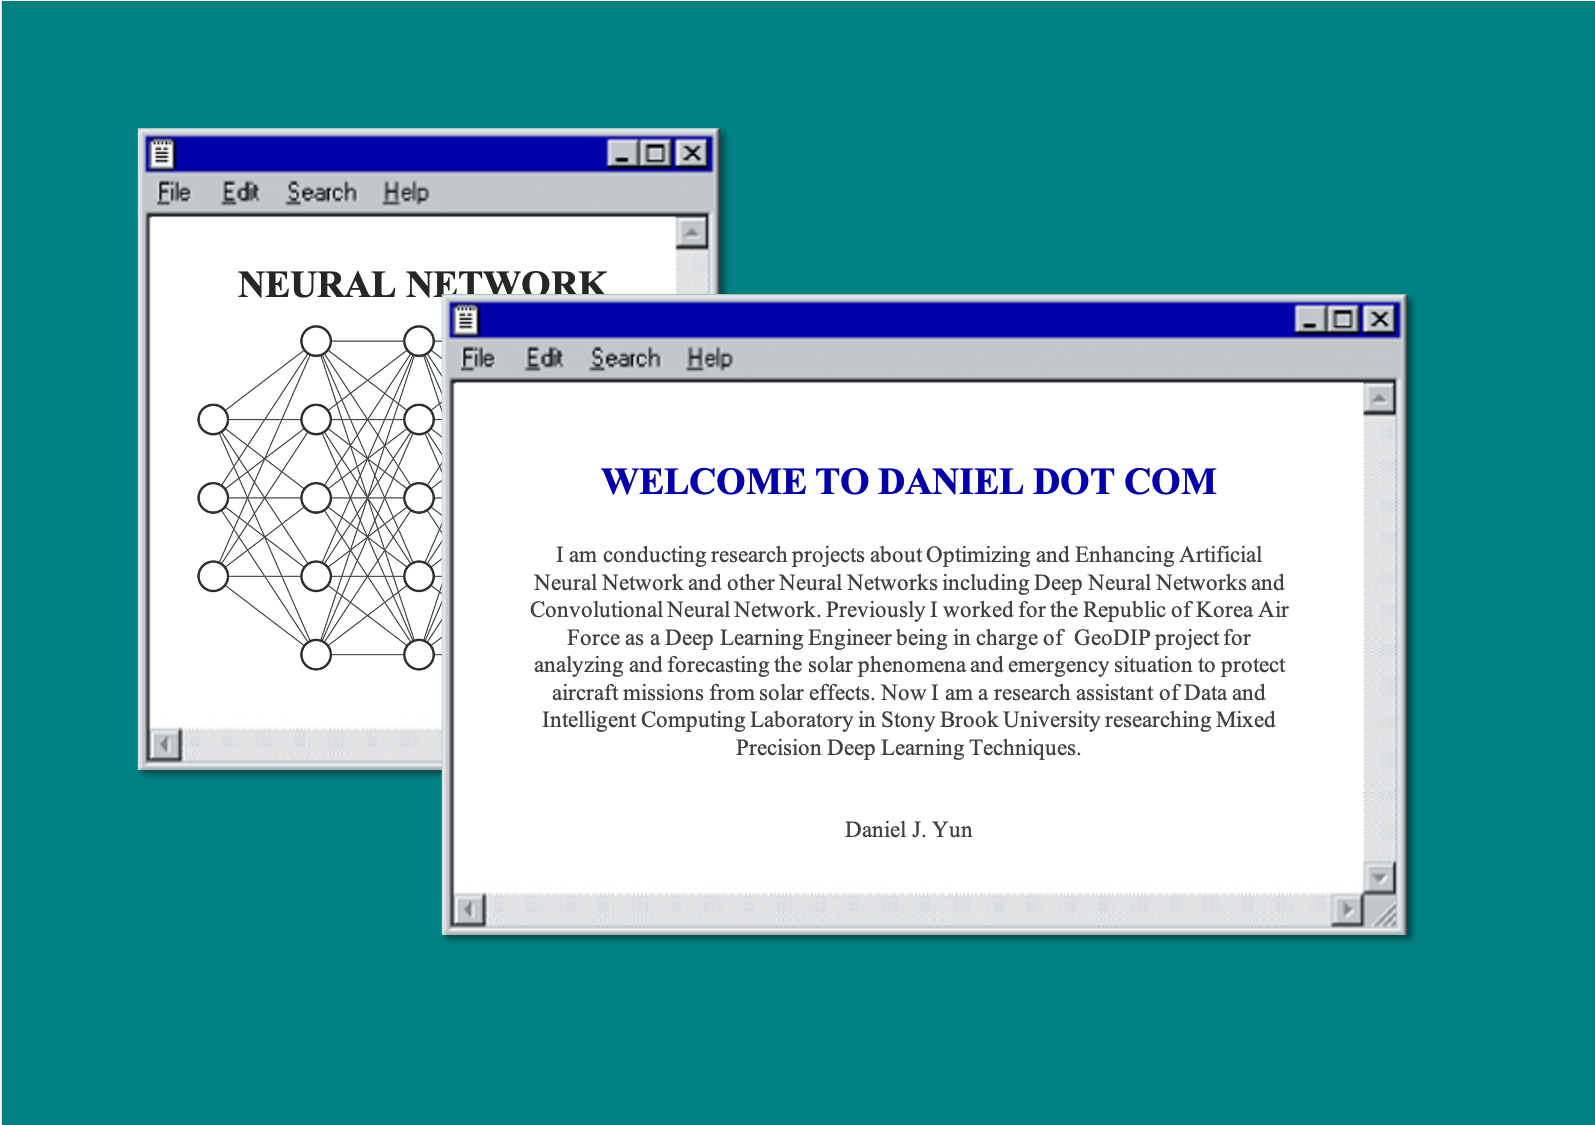 File Edit Search Help
NEURAL NETWORK
File Edit Search Help
WELCOME TO DANIEL DOT COM
I am conducting research projects about Optimizing and Enhancing Artificial
Neural Network and other Neural Networks including Deep Neural Networks and
Convolutional Neural Network. Previously I worked for the Republic of Korea Air
Force as a Deep Learning Engineer being in charge of  GeoDIP project for
analyzing and forecasting the solar phenomena and emergency situation to protect
aircraft missions from solar effects. Now I am a research assistant of Data and
Intelligent Computing Laboratory in Stony Brook University researching Mixed
Precision Deep Learning Techniques.
Daniel J. Yun